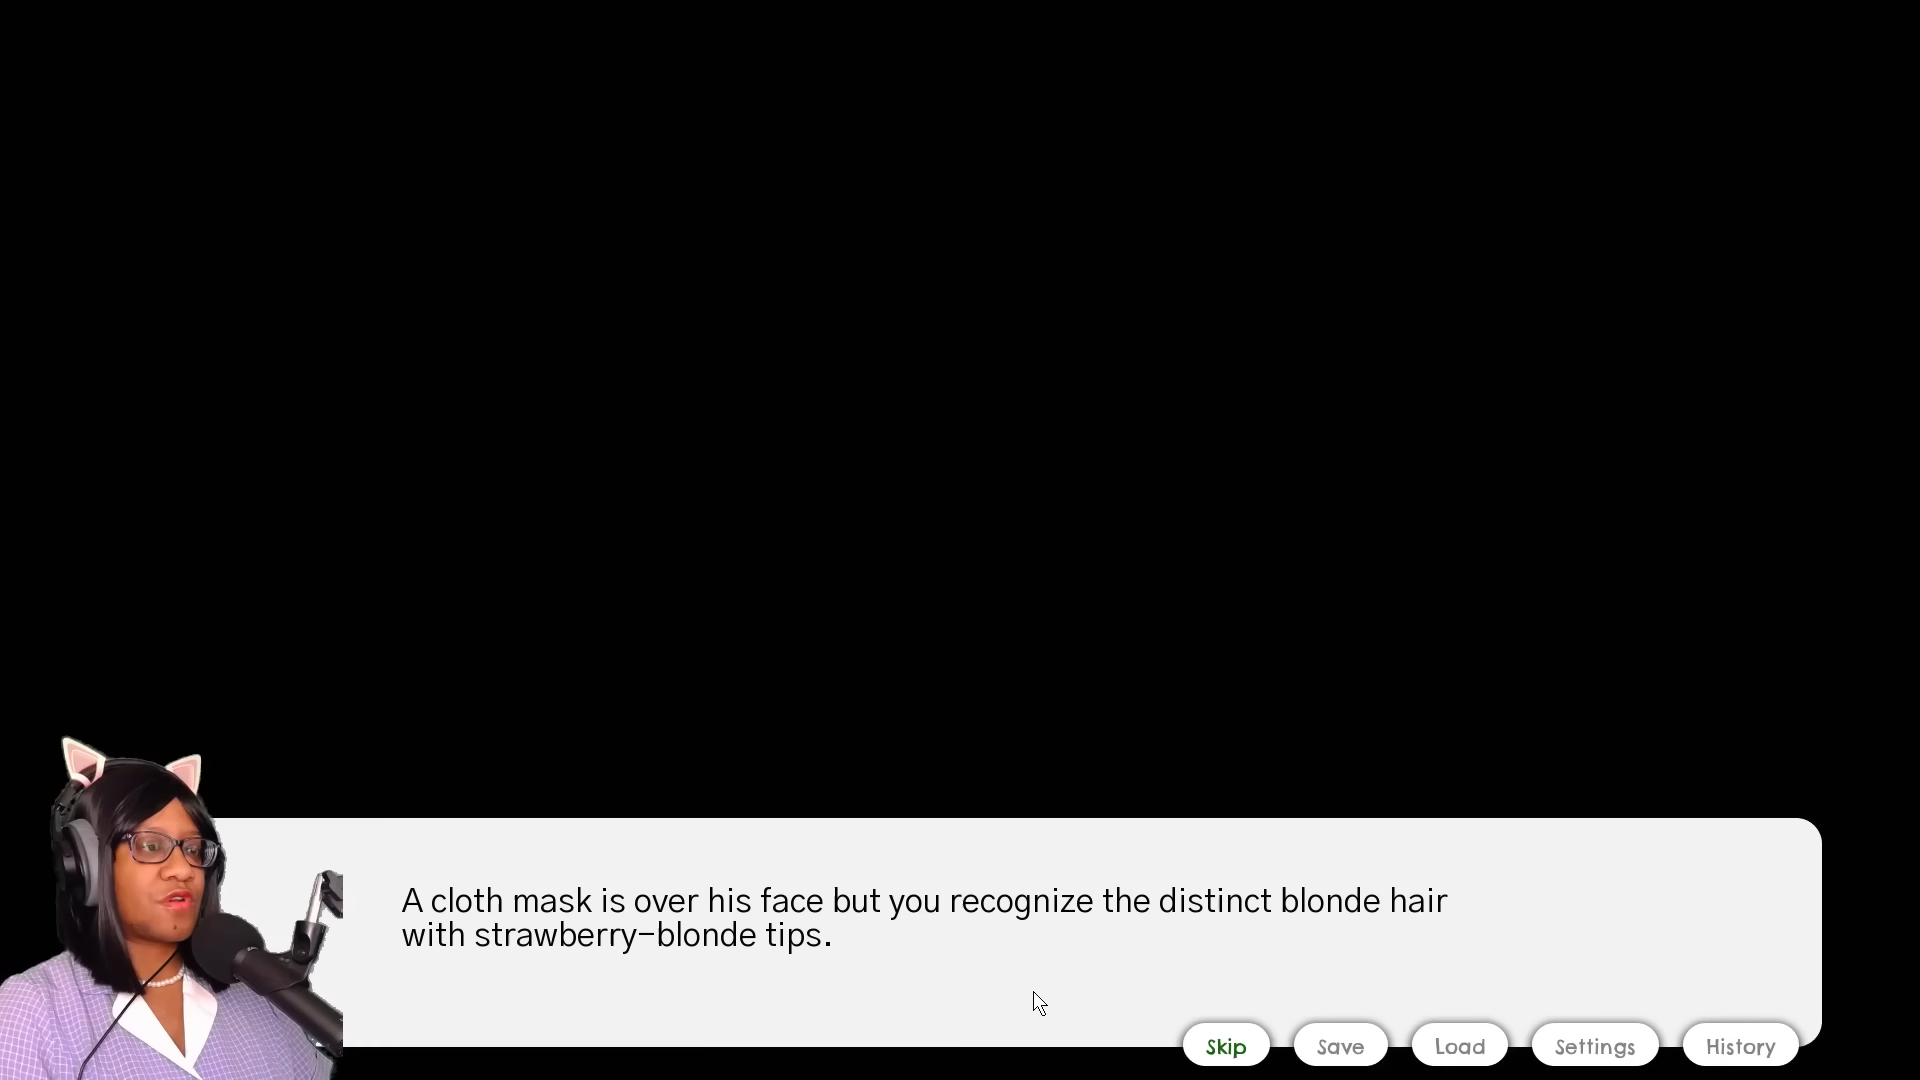 A cloth mask is over his face but you recognize the distinct blonde hair
with strawberry-blonde tips.
Skip Save Load Settings History